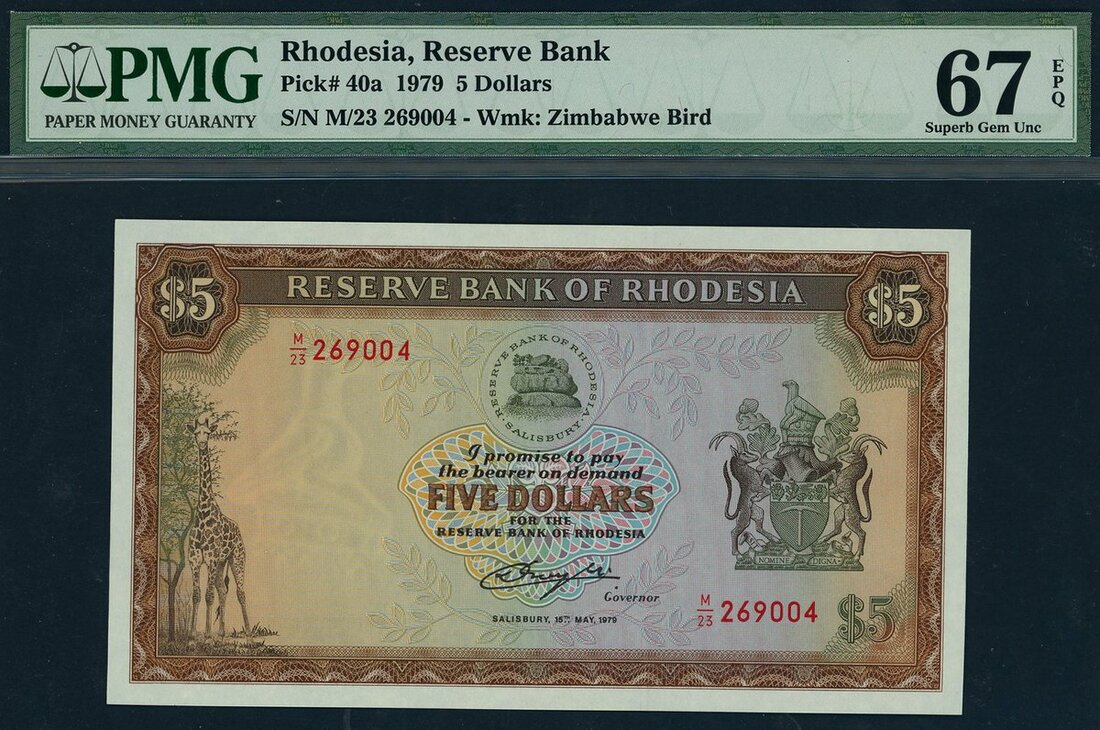 PMG
PAPER MONEY GUARANTY
Rhodesia, Reserve Bank
Pick# 40a 1979 5 Dollars
S/N M/23 269004 - Wmk: Zimbabwe Bird
67
EPQ
Superb Gem Unc
$5
RESERVE BANK OF RHODESIA
$5
M/23 269004
RESERVE BANK OF RHODESIA
· SALISBURY ·
I promise to pay
the bearer on demand
FIVE DOLLARS
FOR THE
RESERVE BANK OF RHODESIA
Governor
SALISBURY, 15TH MAY, 1979
NOMINE DIGNA
M/23 269004
$5